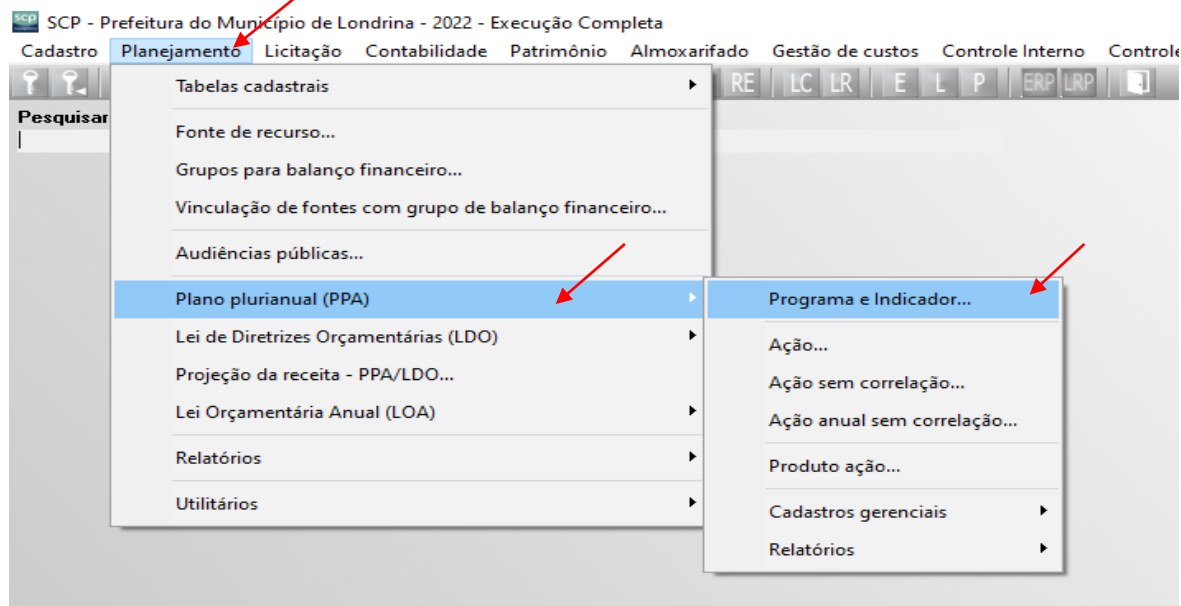 scp SCP - Prefeitura do Município de Londrina - 2022 - Execução Completa
Cadastro Planejamento Licitação Contabilidade Patrimônio Almoxarifado Gestão de custos Controle Interno Controle
RE LC LR E L P ERP LRP
Pesquisar
Tabelas cadastrais
Fonte de recurso...
Grupos para balanço financeiro...
Vinculação de fontes com grupo de balanço financeiro...
Audiências públicas...
Plano plurianual (PPA)
Lei de Diretrizes Orçamentárias (LDO)
Projeção da receita - PPA/LDO...
Lei Orçamentária Anual (LOA)
Relatórios
Utilitários
Programa e Indicador...
Ação...
Ação sem correlação...
Ação anual sem correlação...
Produto ação...
Cadastros gerenciais
Relatórios